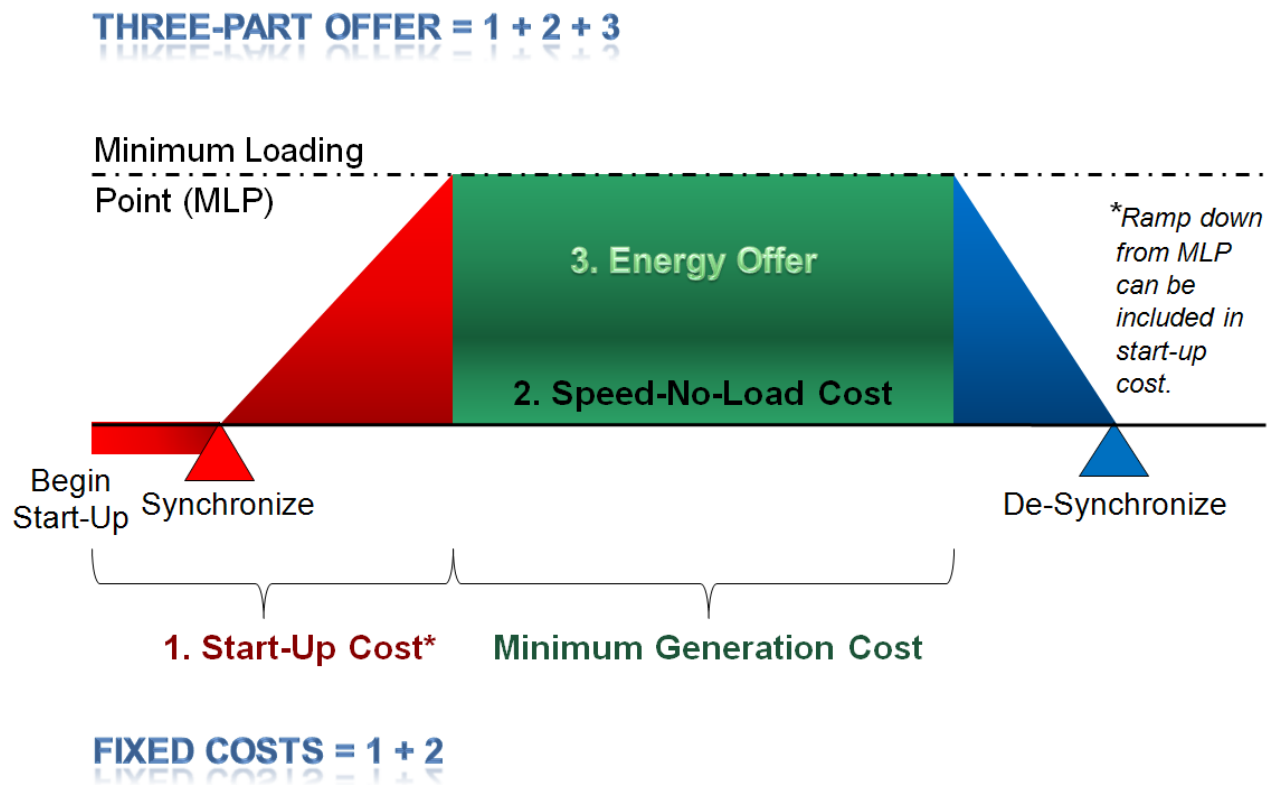 THREE-PART OFFER = 1 + 2 + 3
Minimum Loading
Point (MLP)
*Ramp down
from MLP
can be
included in
start-up
cost.
3. Energy Offer
2. Speed-No-Load Cost
Begin
Start-Up
Synchronize
De-Synchronize
1. Start-Up Cost*
Minimum Generation Cost
FIXED COSTS = 1 + 2